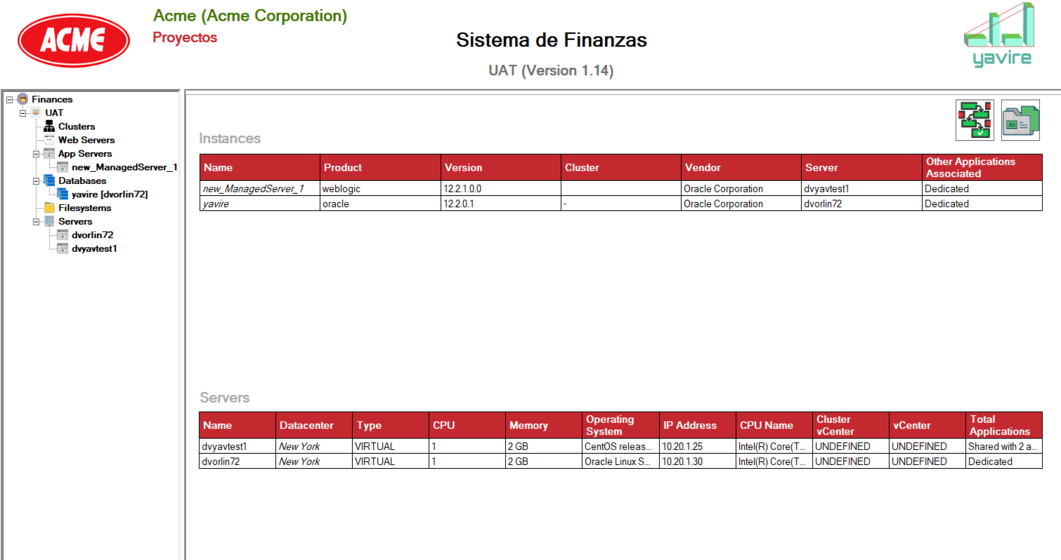 ACME
Acme (Acme Corporation)
Proyectos
Sistema de Finanzas
UAT (Version 1.14)
yavire
Finances
UAT
Clusters
Web Servers
App Servers
new_ManagedServer_1
Databases
yavire [dvorlin72]
Filesystems
Servers
dvorlin72
dvyavtest1
Instances
Name Product Version Cluster Vendor Server Other Applications Associated
new_ManagedServer_1 weblogic 12.2.1.0.0 Oracle Corporation dvyavtest1 Dedicated
yavire oracle 12.2.0.1 - Oracle Corporation dvorlin72 Dedicated
Servers
Name Datacenter Type CPU Memory Operating System IP Address CPU Name Cluster vCenter vCenter Total Applications
dvyavtest1 New York VIRTUAL 1 2 GB CentOS releas... 10.20.1.25 Intel(R) Core(T... UNDEFINED UNDEFINED Shared with 2 a...
dvorlin72 New York VIRTUAL 1 2 GB Oracle Linux S... 10.20.1.30 Intel(R) Core(T... UNDEFINED UNDEFINED Dedicated